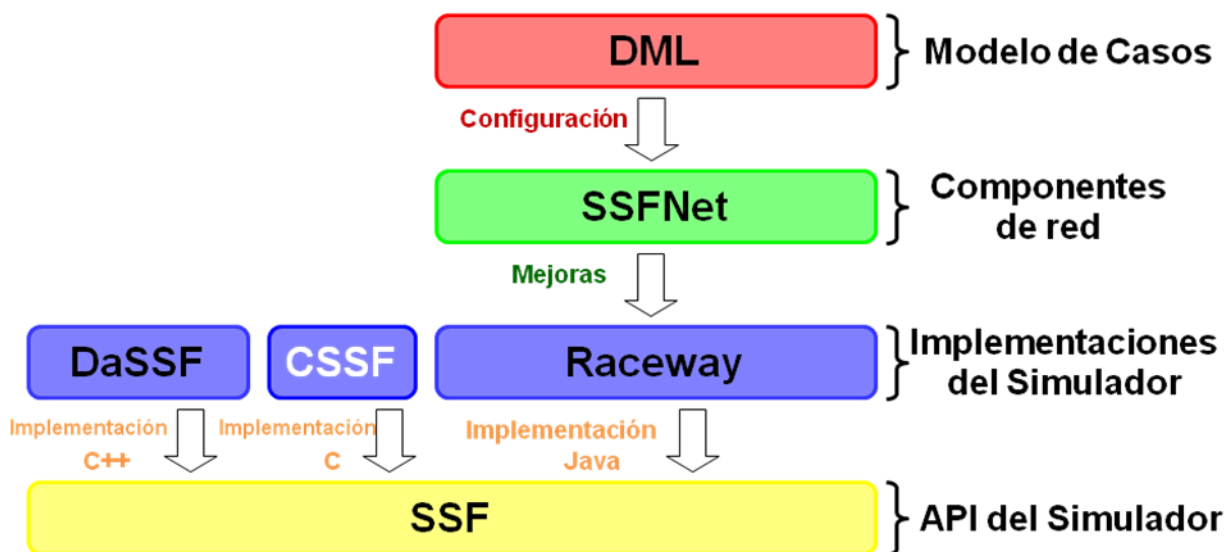 DML
Modelo de Casos
Configuración
SSFNet
Componentes
de red
Mejoras
DaSSF
CSSF
Raceway
Implementaciones
del Simulador
Implementación
C++
Implementación
C
Implementación
Java
SSF
API del Simulador